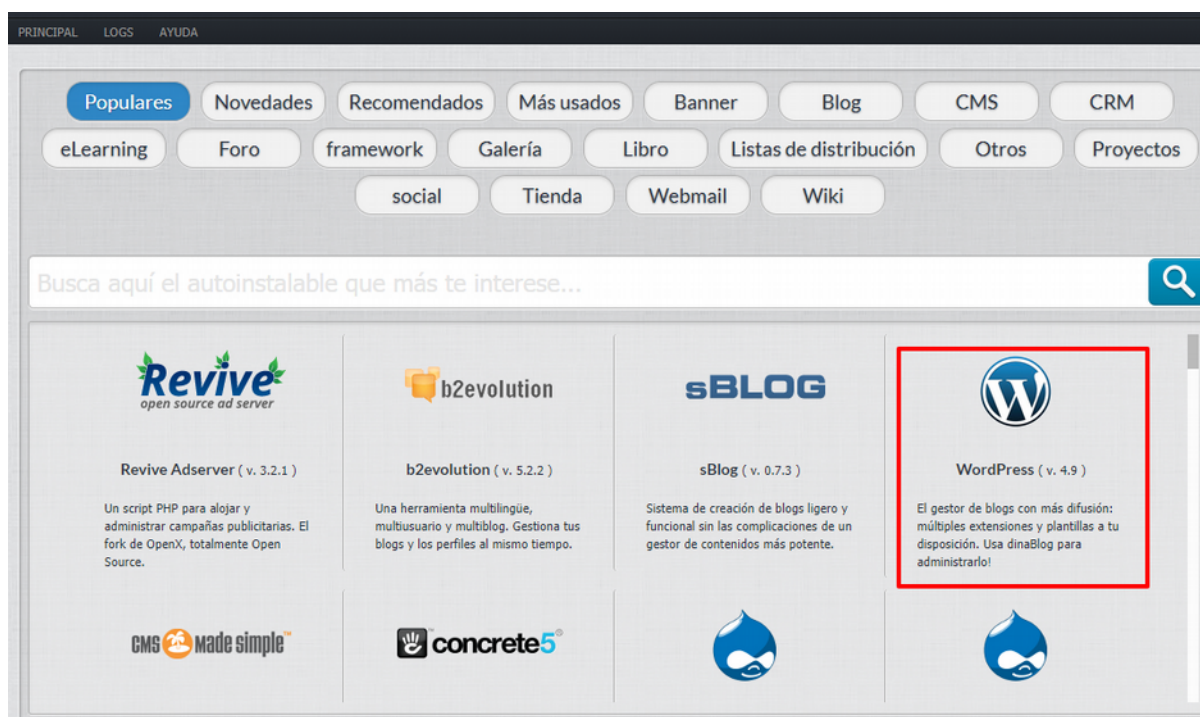 PRINCIPAL LOGS AYUDA
Populares Novedades Recomendados Más usados Banner Blog CMS CRM
eLearning Foro framework Galería Libro Listas de distribución Otros Proyectos
social Tienda Webmail Wiki
Busca aquí el autoinstalable que más te interese...
Revive
open source ad server
b2evolution
sBLOG
W
Revive Adserver ( v. 3.2.1 )
Un script PHP para alojar y
administrar campañas publicitarias. El
fork de OpenX, totalmente Open
Source.
b2evolution ( v. 5.2.2 )
Una herramienta multilingüe,
multiusuario y multiblog. Gestiona tus
blogs y los perfiles al mismo tiempo.
sBlog ( v. 0.7.3 )
Sistema de creación de blogs ligero y
funcional sin las complicaciones de un
gestor de contenidos más potente.
WordPress ( v. 4.9 )
El gestor de blogs con más difusión:
múltiples extensiones y plantillas a tu
disposición. Usa dinaBlog para
administrarlo!
CMS made simple™
concrete5®